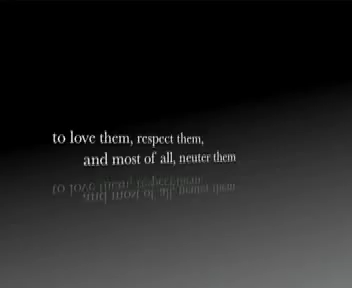 to love them, respect them,
and most of all, neuter them